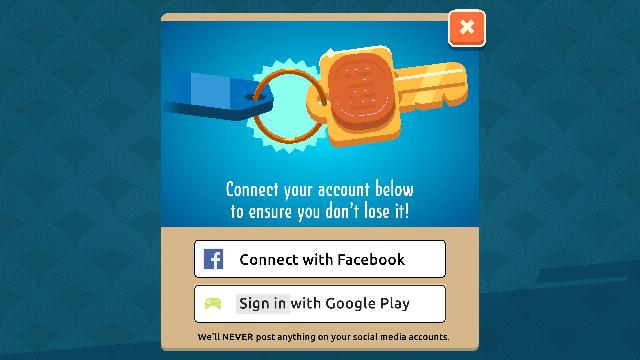 Connect your account below
to ensure you don't lose it!
Connect with Facebook
Sign in with Google Play
We'll NEVER post anything on your social media accounts.